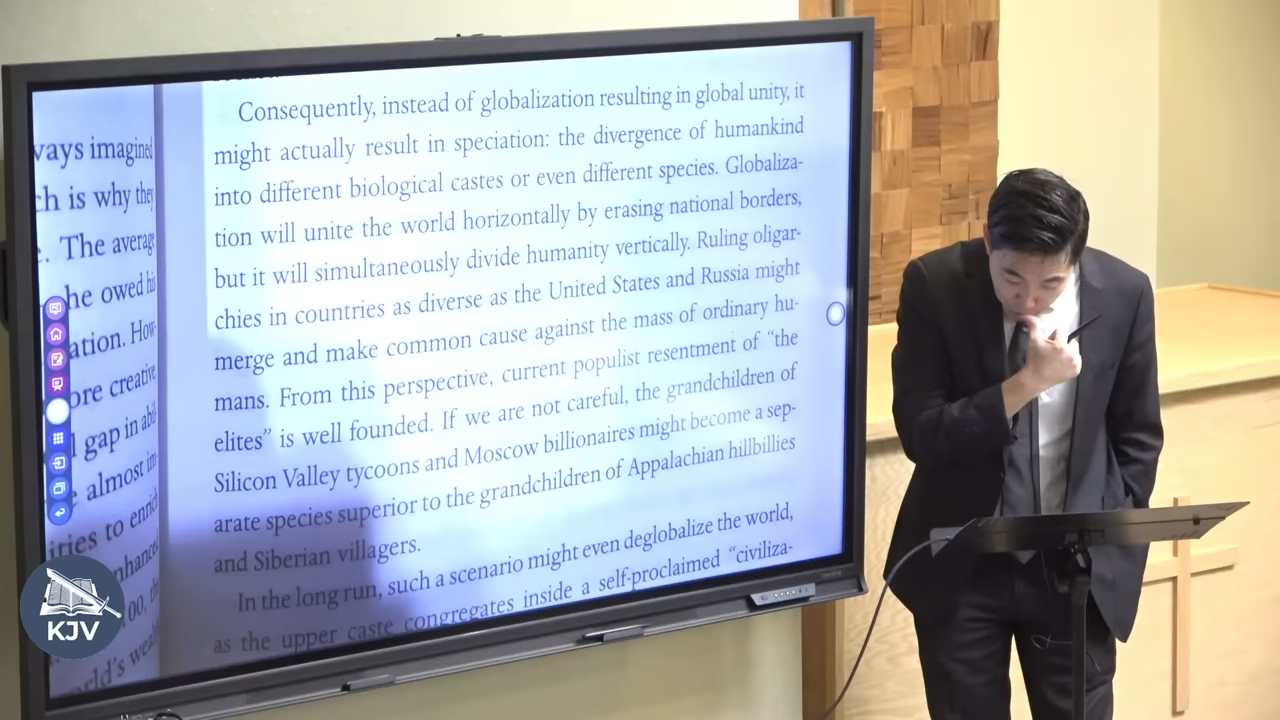 ways imagined
ch is why they
. The average
he owed his
ation. How-
ore creative
l gap in abil
e almost im-
ities to enrich
nhanced
00, the
orld's weal
Consequently, instead of globalization resulting in global unity, it
might actually result in speciation: the divergence of humankind
into different biological castes or even different species. Globaliza-
tion will unite the world horizontally by erasing national borders,
but it will simultaneously divide humanity vertically. Ruling oligar-
chies in countries as diverse as the United States and Russia might
merge and make common cause against the mass of ordinary hu-
mans. From this perspective, current populist resentment of “the
elites” is well founded. If we are not careful, the grandchildren of
Silicon Valley tycoons and Moscow billionaires might become a sep-
arate species superior to the grandchildren of Appalachian hillbillies
and Siberian villagers.
In the long run, such a scenario might even deglobalize the world,
as the upper caste congregates inside a self-proclaimed “civiliza-
KJV